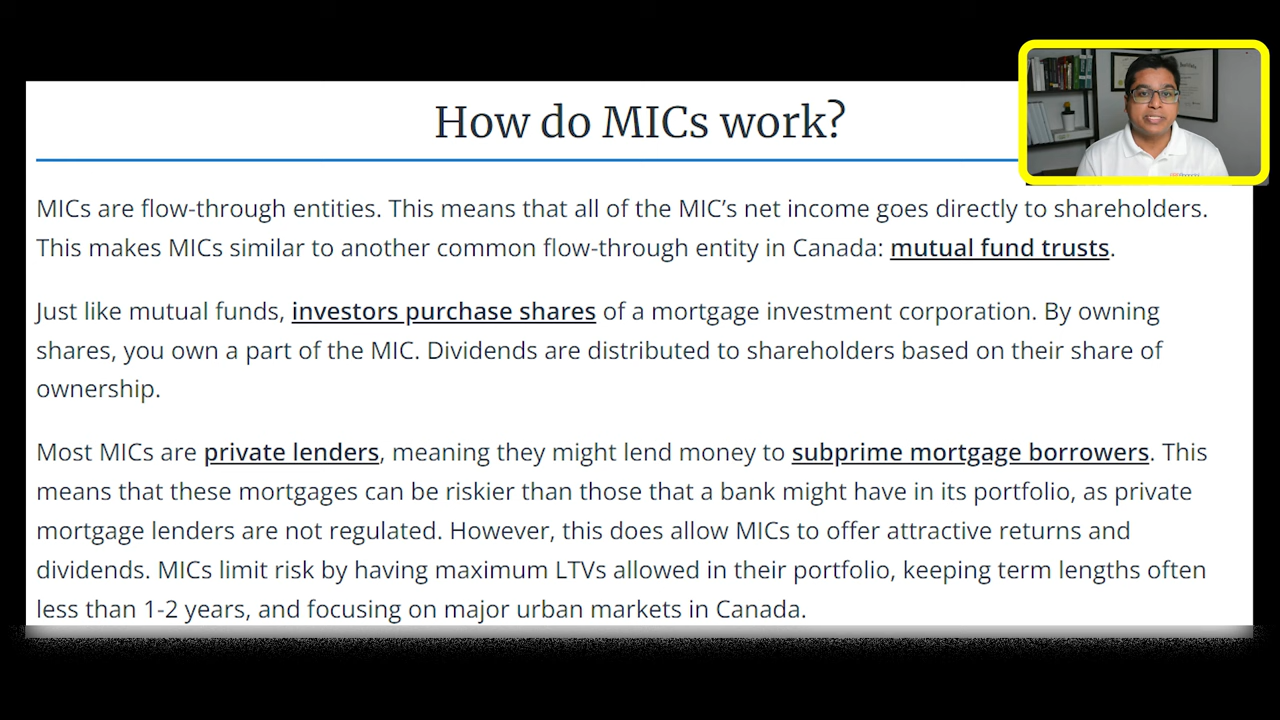 How do MICs work?
MICs are flow-through entities. This means that all of the MIC’s net income goes directly to shareholders.
This makes MICs similar to another common flow-through entity in Canada: mutual fund trusts.
Just like mutual funds, investors purchase shares of a mortgage investment corporation. By owning
shares, you own a part of the MIC. Dividends are distributed to shareholders based on their share of
ownership.
Most MICs are private lenders, meaning they might lend money to subprime mortgage borrowers. This
means that these mortgages can be riskier than those that a bank might have in its portfolio, as private
mortgage lenders are not regulated. However, this does allow MICs to offer attractive returns and
dividends. MICs limit risk by having maximum LTVs allowed in their portfolio, keeping term lengths often
less than 1-2 years, and focusing on major urban markets in Canada.